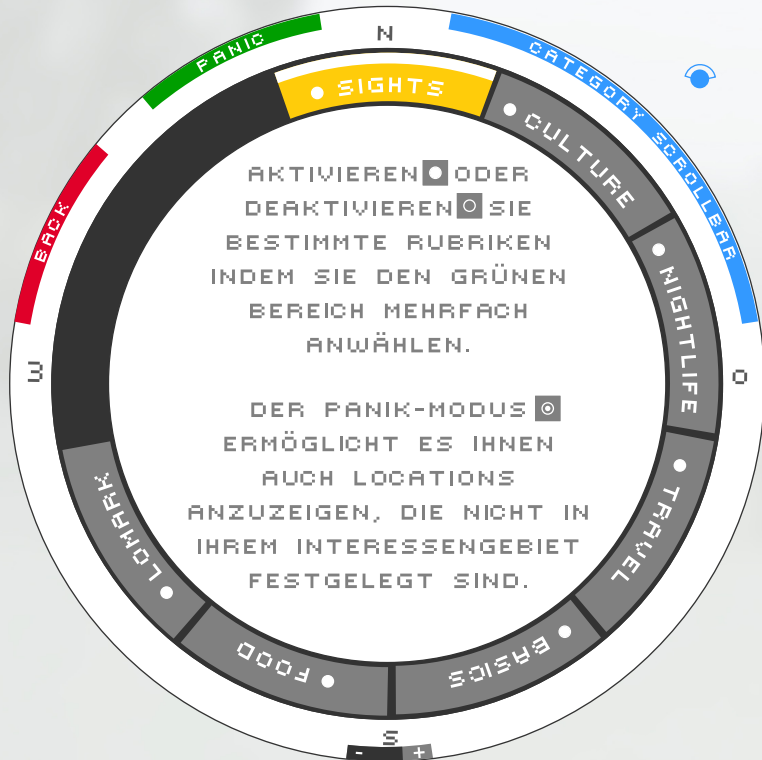 N
PANIC
CATEGORY SCROLLBAR
BACK
SIGHTS
CULTURE
NIGHTLIFE
TRAVEL
BASICS
FOOD
LOMARK
AKTIVIEREN ODER
DEAKTIVIEREN SIE
BESTIMMTE RUBRIKEN
INDEM SIE DEN GRÜNEN
BEREICH MEHRFACH
ANWÄHLEN.
DER PANIK-MODUS
ERMÖGLICHT ES IHNEN
AUCH LOCATIONS
ANZUZEIGEN, DIE NICHT IN
IHREM INTERESSENGEBIET
FESTGELEGT SIND.
W
O
S
- +